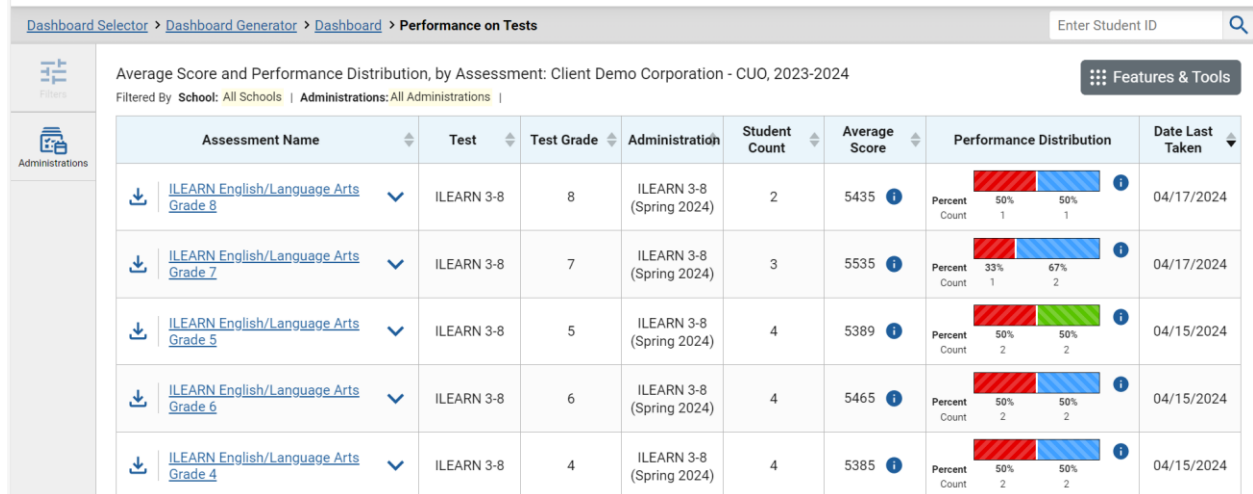 Dashboard Selector > Dashboard Generator > Dashboard > Performance on Tests
Enter Student ID
Filters
Administrations
Average Score and Performance Distribution, by Assessment: Client Demo Corporation - CUO, 2023-2024
Features & Tools
Filtered By School: All Schools | Administrations: All Administrations |
Assessment Name Test Test Grade Administration Student Count Average Score Performance Distribution Date Last Taken
ILEARN English/Language Arts
Grade 8
ILEARN 3-8
8
ILEARN 3-8
(Spring 2024)
2
5435
Percent 50% 50%
Count 1 1
04/17/2024
ILEARN English/Language Arts
Grade 7
ILEARN 3-8
7
ILEARN 3-8
(Spring 2024)
3
5535
Percent 33% 67%
Count 1 2
04/17/2024
ILEARN English/Language Arts
Grade 5
ILEARN 3-8
5
ILEARN 3-8
(Spring 2024)
4
5389
Percent 50% 50%
Count 2 2
04/15/2024
ILEARN English/Language Arts
Grade 6
ILEARN 3-8
6
ILEARN 3-8
(Spring 2024)
4
5465
Percent 50% 50%
Count 2 2
04/15/2024
ILEARN English/Language Arts
Grade 4
ILEARN 3-8
4
ILEARN 3-8
(Spring 2024)
4
5385
Percent 50% 50%
Count 2 2
04/15/2024